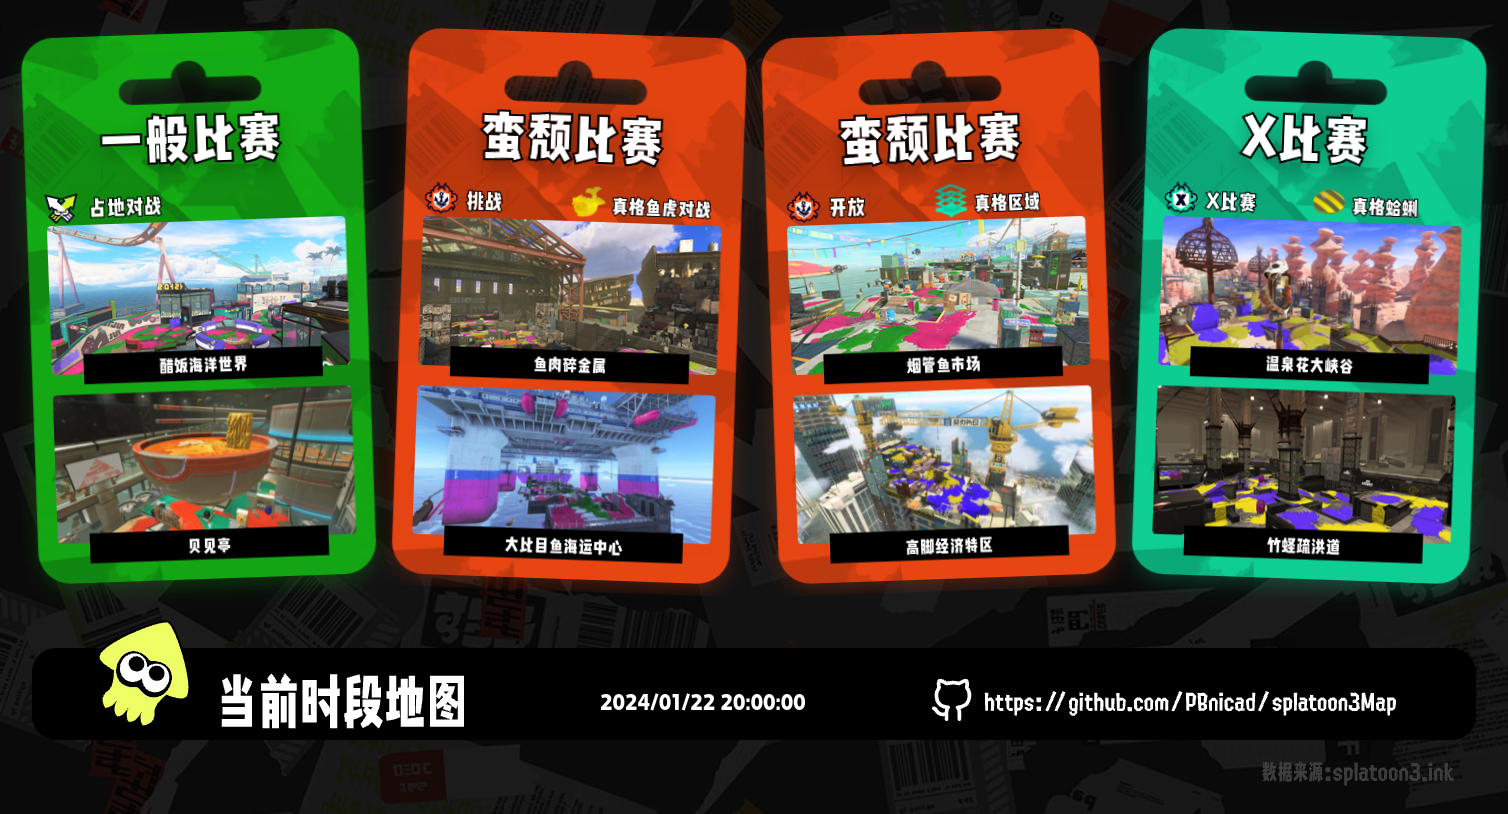 一般比赛
占地对战
醋饭海洋世界
贝见亭
蛮颓比赛
挑战
真格鱼虎对战
鱼肉碎金属
大比目鱼海运中心
蛮颓比赛
开放
真格区域
烟管鱼市场
高脚经济特区
X比赛
X比赛
真格蛤蜊
温泉花大峡谷
竹蛏疏洪道
当前时段地图
2024/01/22 20:00:00
https://github.com/PBnicad/splatoon3Map
数据来源:splatoon3.ink